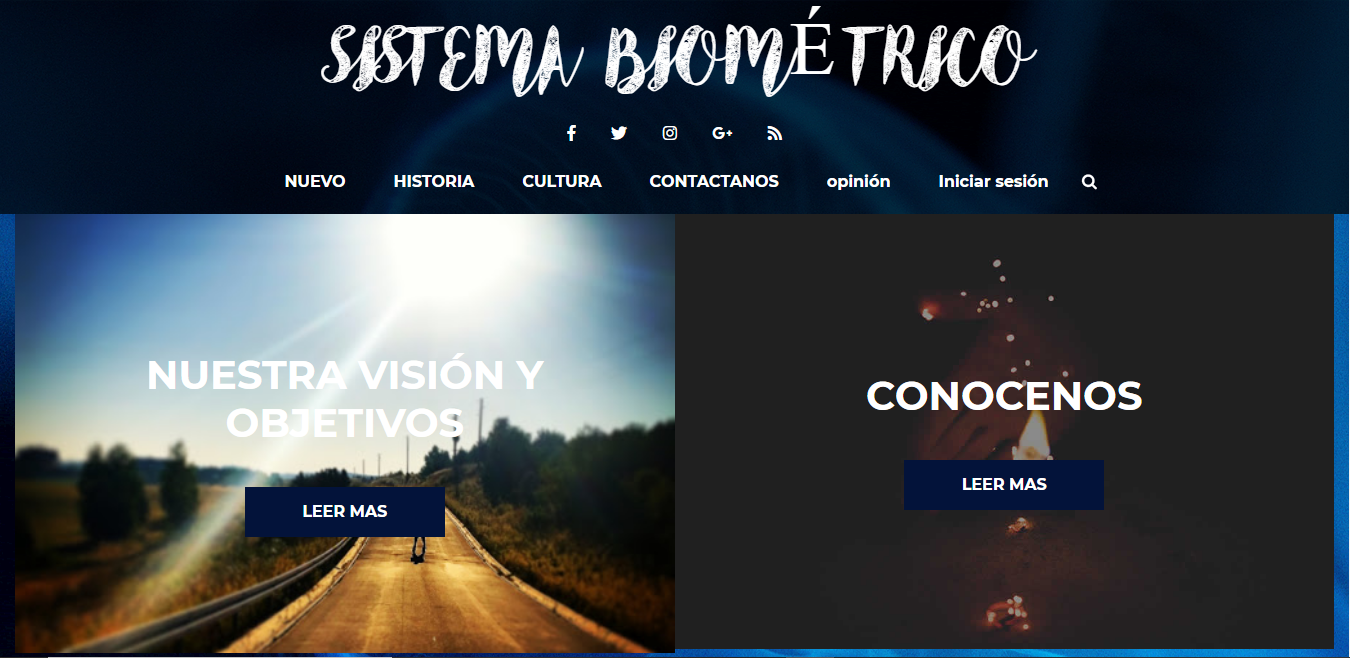 SISTEMA BIOMÉTRICO
NUEVO HISTORIA CULTURA CONTACTANOS opinión Iniciar sesión
NUESTRA VISIÓN Y
OBJETIVOS
LEER MAS
CONOCENOS
LEER MAS